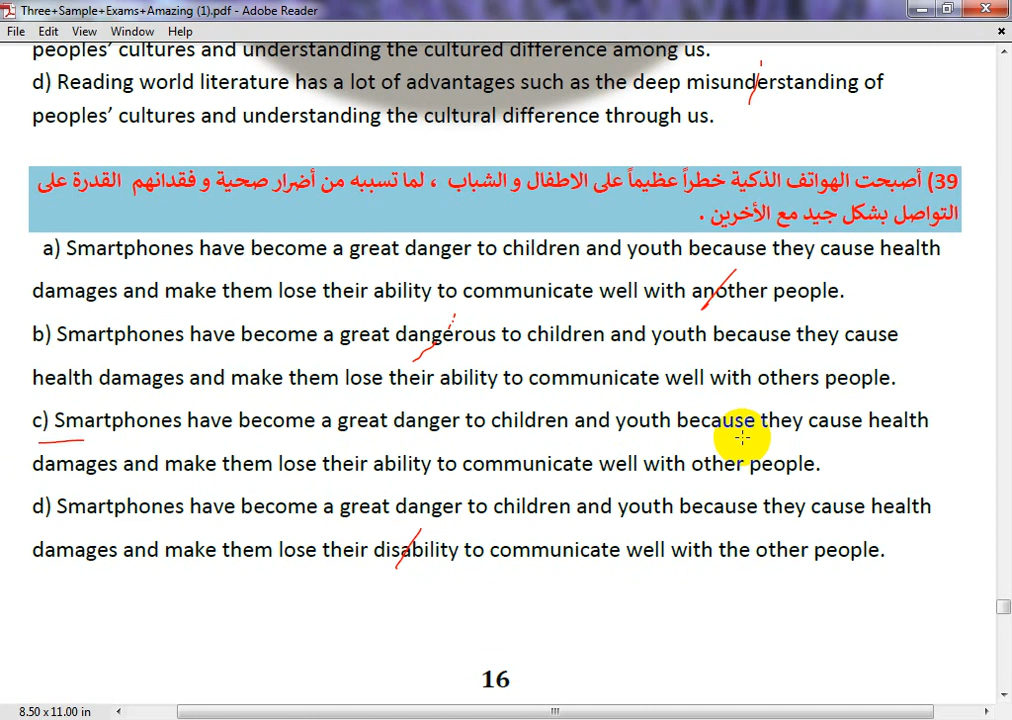 Three+Sample+Exams+Amazing (1).pdf - Adobe Reader
File Edit View Window Help
peoples' cultures and understanding the cultured difference among us.
d) Reading world literature has a lot of advantages such as the deep misunderstanding of
peoples' cultures and understanding the cultural difference through us.
39) أصبحت الهواتف الذكية خطراً عظيماً على الاطفال و الشباب ، لما تسببه من أضرار صحية و فقدانهم القدرة على
التواصل بشكل جيد مع الأخرين .
a) Smartphones have become a great danger to children and youth because they cause health
damages and make them lose their ability to communicate well with another people.
b) Smartphones have become a great dangerous to children and youth because they cause
health damages and make them lose their ability to communicate well with others people.
c) Smartphones have become a great danger to children and youth because they cause health
damages and make them lose their ability to communicate well with other people.
d) Smartphones have become a great danger to children and youth because they cause health
damages and make them lose their disability to communicate well with the other people.
16
8.50 x 11.00 in